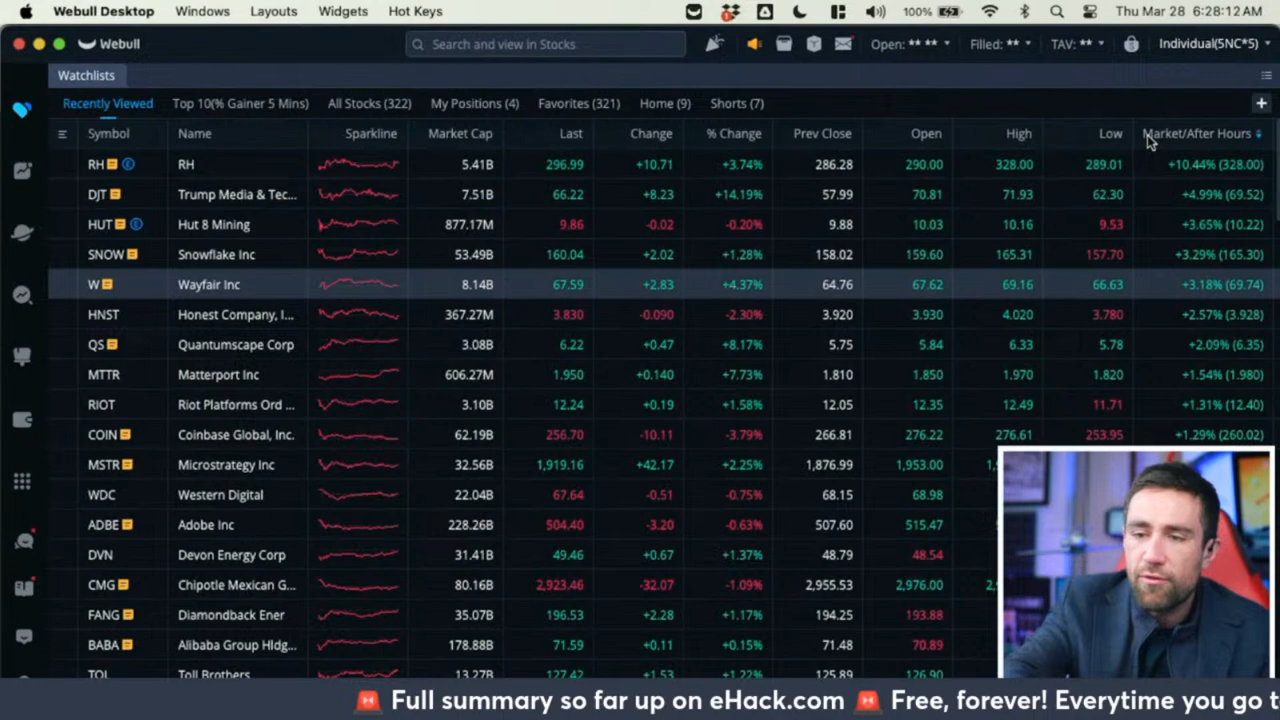 Webull Desktop Windows Layouts Widgets Hot Keys 100% Thu Mar 28 6:28:12 AM
Webull Search and view in Stocks Open: ** ** Filled: ** TAV: ** Individual(5NC*5)
Watchlists
Recently Viewed Top 10(% Gainer 5 Mins) All Stocks (322) My Positions (4) Favorites (321) Home (9) Shorts (7)
Symbol Name Sparkline Market Cap Last Change % Change Prev Close Open High Low Market/After Hours
RH RH 5.41B 296.99 +10.71 +3.74% 286.28 290.00 328.00 289.01 +10.44% (328.00)
DJT Trump Media & Tec... 7.51B 66.22 +8.23 +14.19% 57.99 70.81 71.93 62.30 +4.99% (69.52)
HUT Hut 8 Mining 877.17M 9.86 -0.02 -0.20% 9.88 10.03 10.16 9.53 +3.65% (10.22)
SNOW Snowflake Inc 53.49B 160.04 +2.02 +1.28% 158.02 159.60 165.31 157.70 +3.29% (165.30)
W Wayfair Inc 8.14B 67.59 +2.83 +4.37% 64.76 67.62 69.16 66.63 +3.18% (69.74)
HNST Honest Company, I... 367.27M 3.830 -0.090 -2.30% 3.920 3.930 4.020 3.780 +2.57% (3.928)
QS Quantumscape Corp 3.08B 6.22 +0.47 +8.17% 5.75 5.84 6.33 5.78 +2.09% (6.35)
MTTR Matterport Inc 606.27M 1.950 +0.140 +7.73% 1.810 1.850 1.970 1.820 +1.54% (1.980)
RIOT Riot Platforms Ord ... 3.10B 12.24 +0.19 +1.58% 12.05 12.35 12.49 11.71 +1.31% (12.40)
COIN Coinbase Global, Inc. 62.19B 256.70 -10.11 -3.79% 266.81 276.22 276.61 253.95 +1.29% (260.02)
MSTR Microstrategy Inc 32.56B 1,919.16 +42.17 +2.25% 1,876.99 1,953.00 1,
WDC Western Digital 22.04B 67.64 -0.51 -0.75% 68.15 68.98
ADBE Adobe Inc 228.26B 504.40 -3.20 -0.63% 507.60 515.47
DVN Devon Energy Corp 31.41B 49.46 +0.67 +1.37% 48.79 48.54
CMG Chipotle Mexican G... 80.16B 2,923.46 -32.07 -1.09% 2,955.53 2,976.00 2,
FANG Diamondback Ener 35.07B 196.53 +2.28 +1.17% 194.25 193.88
BABA Alibaba Group Hldg... 178.88B 71.59 +0.11 +0.15% 71.48 70.89
TOL Toll Brothers 13.27B 127.42 +1.53 +1.22% 125.89 126.90
🚨 Full summary so far up on eHack.com 🚨 Free, forever! Everytime you go t